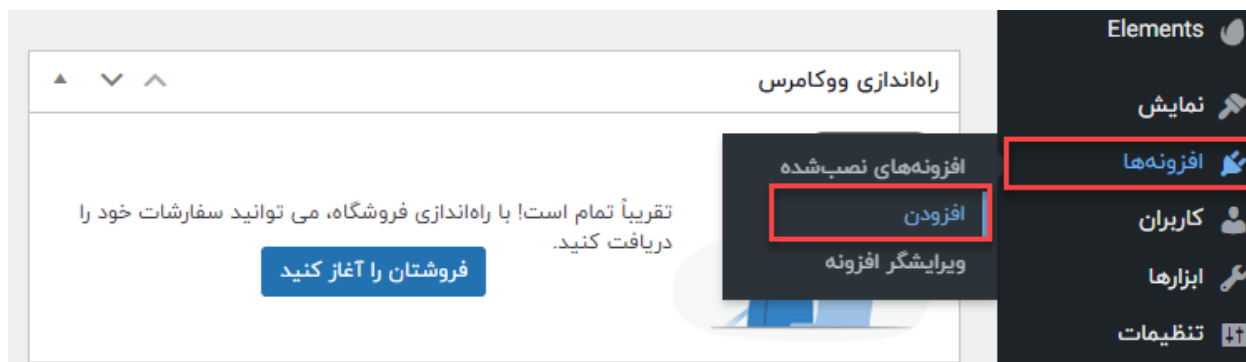 Elements
نمایش
افزونه‌ها
کاربران
ابزارها
تنظیمات
افزونه‌های نصب‌شده
افزودن
ویرایشگر افزونه
راه‌اندازی ووکامرس
تقریباً تمام است! با راه‌اندازی فروشگاه، می توانید سفارشات خود را
دریافت کنید.
فروشتان را آغاز کنید